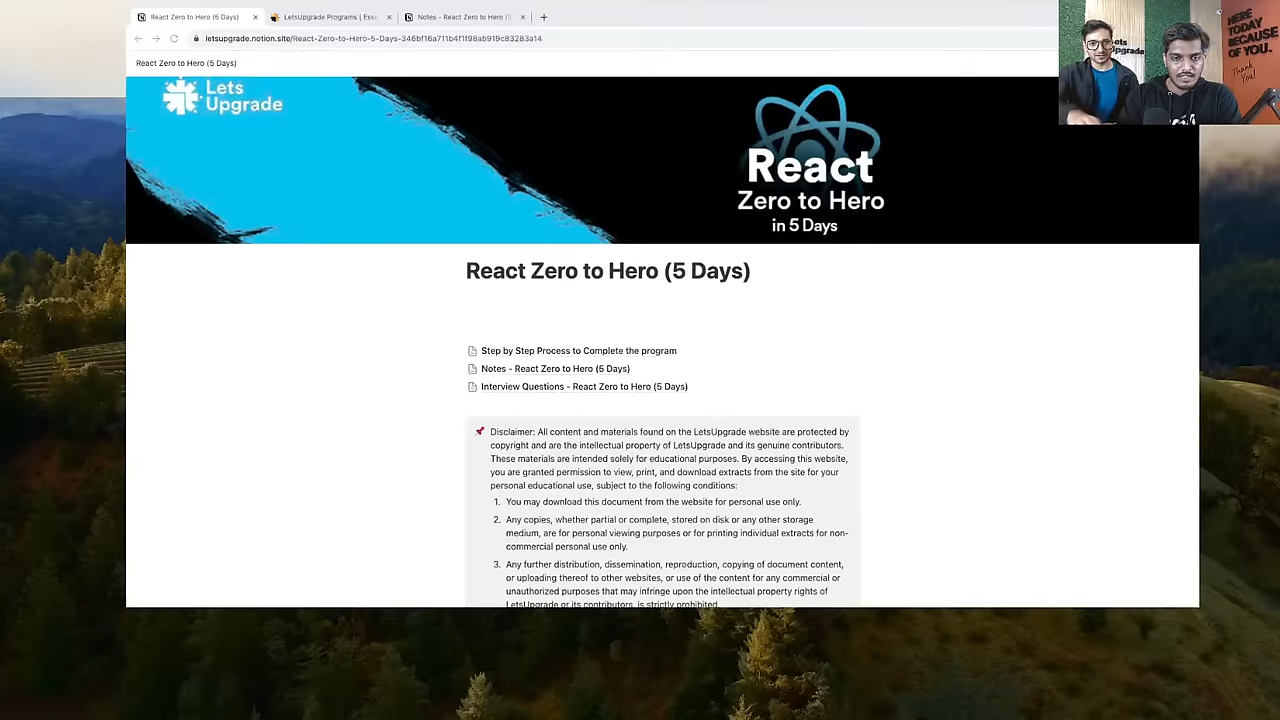 React Zero to Hero (5 Days)
LetsUpgrade Programs | Ess
Notes - React Zero to Hero (5
letsupgrade.notion.site/React-Zero-to-Hero-5-Days-346bf16a711b4f1f98ab919c83283a14
React Zero to Hero (5 Days)
Lets
Upgrade
React
Zero to Hero
in 5 Days
HERE
TODAY
BECAUSE
OF YOU.
Thank
You!
React Zero to Hero (5 Days)
Step by Step Process to Complete the program
Notes - React Zero to Hero (5 Days)
Interview Questions - React Zero to Hero (5 Days)
Disclaimer: All content and materials found on the LetsUpgrade website are protected by
copyright and are the intellectual property of LetsUpgrade and its genuine contributors.
These materials are intended solely for educational purposes. By accessing this website,
you are granted permission to view, print, and download extracts from the site for your
personal educational use, subject to the following conditions:
1. You may download this document from the website for personal use only.
2. Any copies, whether partial or complete, stored on disk or any other storage
medium, are for personal viewing purposes or for printing individual extracts for non-
commercial personal use only.
3. Any further distribution, dissemination, reproduction, copying of document content,
or uploading thereof to other websites, or use of the content for any commercial or
unauthorized purposes that may infringe upon the intellectual property rights of
LetsUpgrade or its contributors, is strictly prohibited.